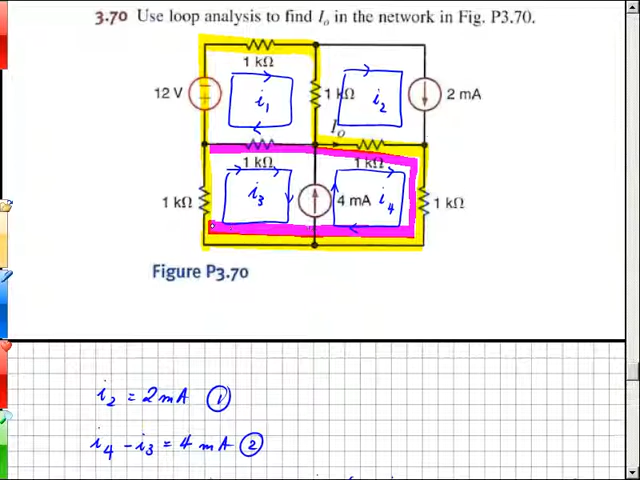 3.70 Use loop analysis to find Io in the network in Fig. P3.70.
1 kΩ
12 V
i1
1 kΩ
i2
2 mA
Io
1 kΩ
1 kΩ
1 kΩ
i3
4 mA
i4
1 kΩ
Figure P3.70
i2 = 2mA ①
i4 - i3 = 4 mA ②